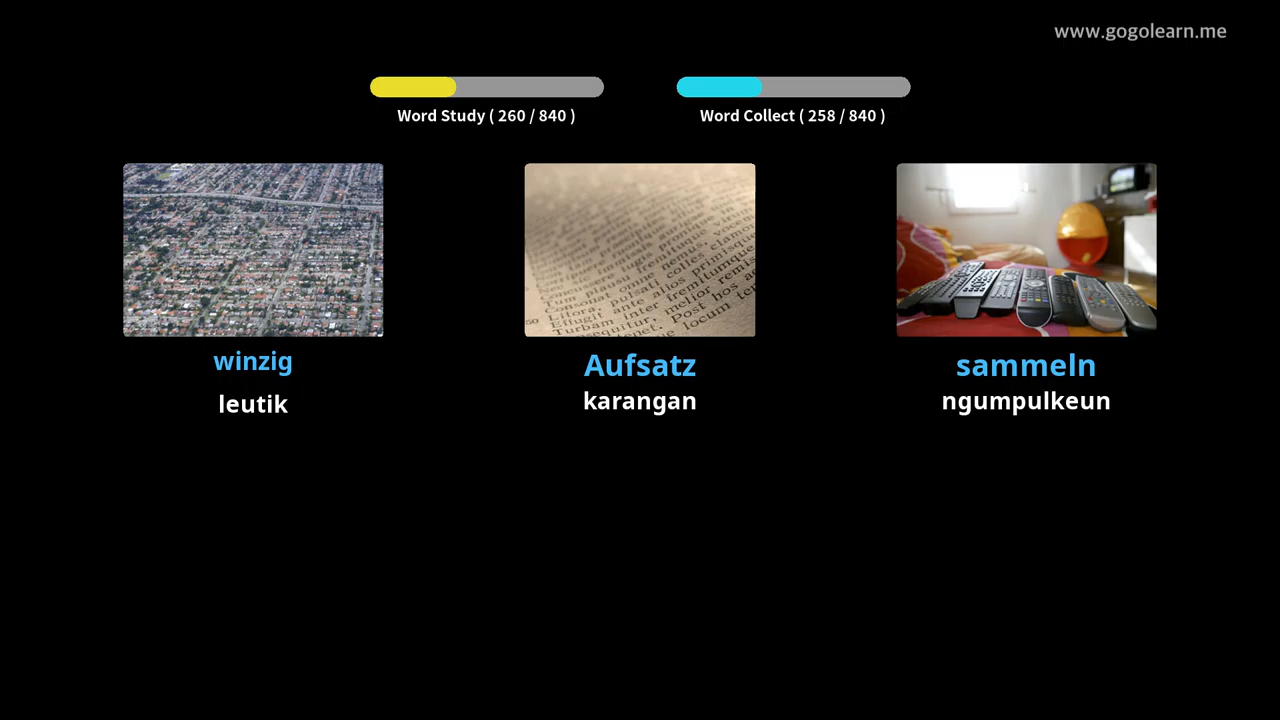 www.gogolearn.me
Word Study ( 260 / 840 )
Word Collect ( 258 / 840 )
winzig
leutik
Aufsatz
karangan
sammeln
ngumpulkeun